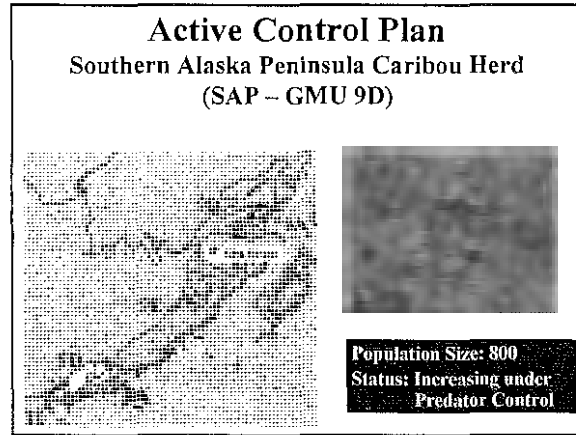 Active Control Plan
Southern Alaska Peninsula Caribou Herd
(SAP – GMU 9D)
Population Size: 800
Status: Increasing under
Predator Control